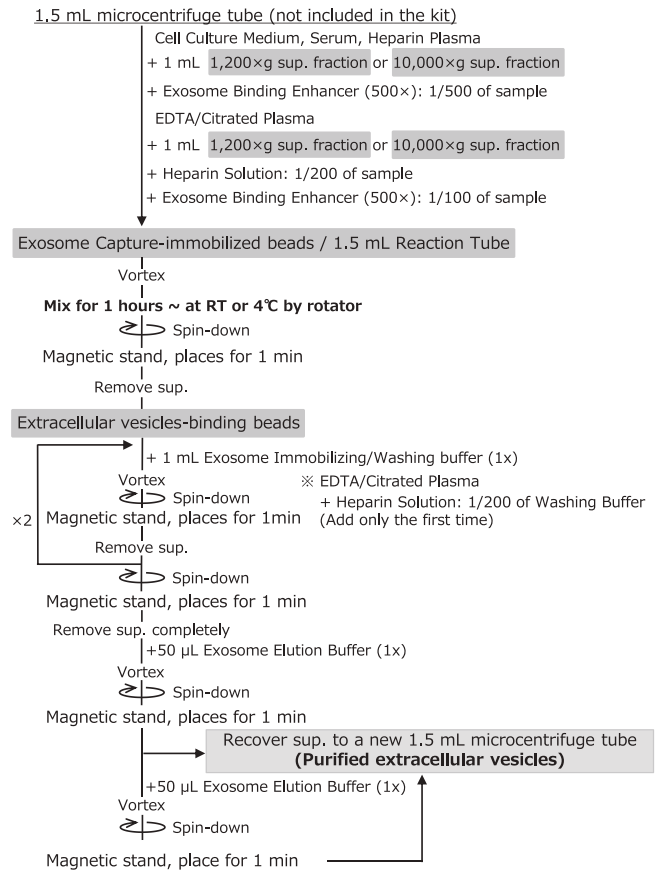 1.5 mL microcentrifuge tube (not included in the kit)
Cell Culture Medium, Serum, Heparin Plasma
+ 1 mL 1,200×g sup. fraction or 10,000×g sup. fraction
+ Exosome Binding Enhancer (500×): 1/500 of sample
EDTA/Citrated Plasma
+ 1 mL 1,200×g sup. fraction or 10,000×g sup. fraction
+ Heparin Solution: 1/200 of sample
+ Exosome Binding Enhancer (500×): 1/100 of sample
Exosome Capture-immobilized beads / 1.5 mL Reaction Tube
Vortex
Mix for 1 hours ~ at RT or 4℃ by rotator
Spin-down
Magnetic stand, places for 1 min
Remove sup.
Extracellular vesicles-binding beads
+ 1 mL Exosome Immobilizing/Washing buffer (1x)
Vortex
※ EDTA/Citrated Plasma
+ Heparin Solution: 1/200 of Washing Buffer
(Add only the first time)
Spin-down
×2
Magnetic stand, places for 1min
Remove sup.
Spin-down
Magnetic stand, places for 1 min
Remove sup. completely
+50 µL Exosome Elution Buffer (1x)
Vortex
Spin-down
Magnetic stand, places for 1 min
Recover sup. to a new 1.5 mL microcentrifuge tube
(Purified extracellular vesicles)
+50 µL Exosome Elution Buffer (1x)
Vortex
Spin-down
Magnetic stand, place for 1 min